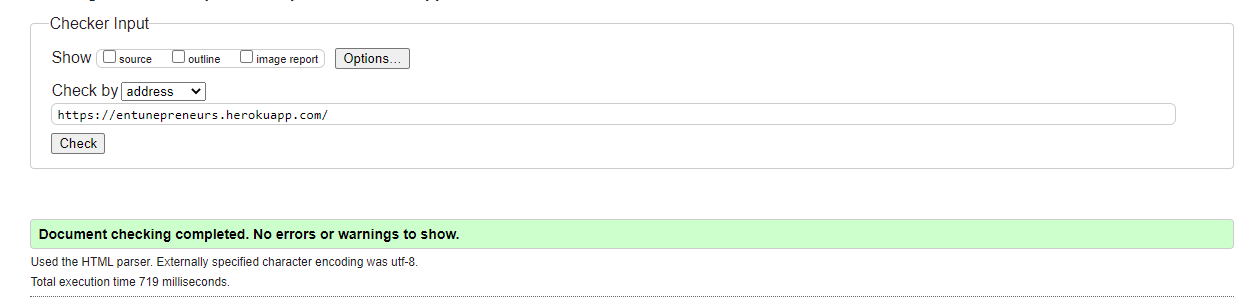 Checker Input
Show source outline image report Options...
Check by address
https://entunepreneurs.herokuapp.com/
Check
Document checking completed. No errors or warnings to show.
Used the HTML parser. Externally specified character encoding was utf-8.
Total execution time 719 milliseconds.